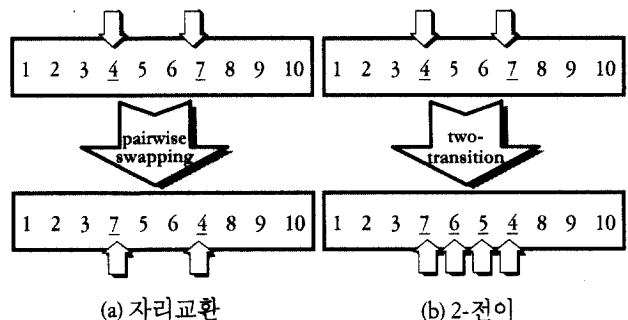 1 2 3 4 5 6 7 8 9 10
pairwise
swapping
1 2 3 7 5 6 4 8 9 10
(a) 자리교환
1 2 3 4 5 6 7 8 9 10
two-
transition
1 2 3 7 6 5 4 8 9 10
(b) 2-전이